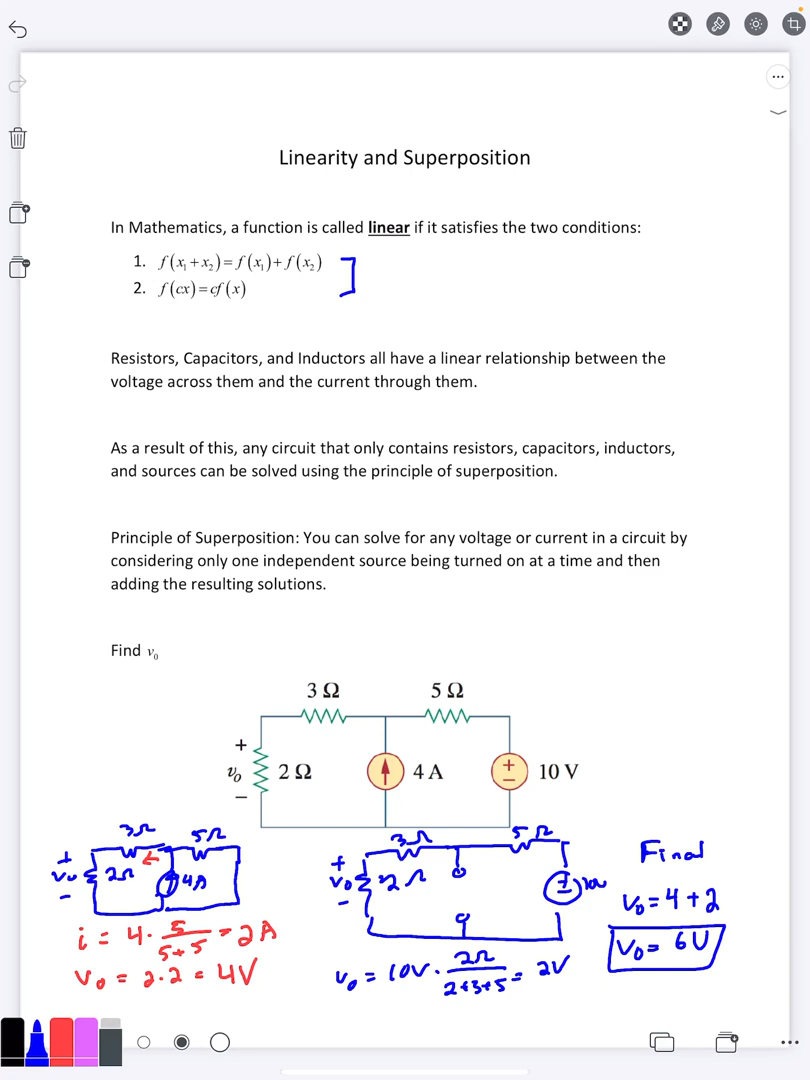 Linearity and Superposition
In Mathematics, a function is called linear if it satisfies the two conditions:
1. f(x₁+x₂)=f(x₁)+f(x₂)
2. f(cx)=cf(x)
Resistors, Capacitors, and Inductors all have a linear relationship between the
voltage across them and the current through them.
As a result of this, any circuit that only contains resistors, capacitors, inductors,
and sources can be solved using the principle of superposition.
Principle of Superposition: You can solve for any voltage or current in a circuit by
considering only one independent source being turned on at a time and then
adding the resulting solutions.
Find v₀
3 Ω 5 Ω
+
v₀ 2 Ω 4 A + − 10 V
−
3Ω 5Ω
+
V₀ 2Ω 4A
−
i = 4 · 5/(5+5) = 2A
V₀ = 2·2 = 4V
3Ω 5Ω
+
V₀ 2Ω ± 10V
−
V₀ = 10V · 2Ω/(2+3+5) = 2V
Final
V₀ = 4 + 2
V₀ = 6V